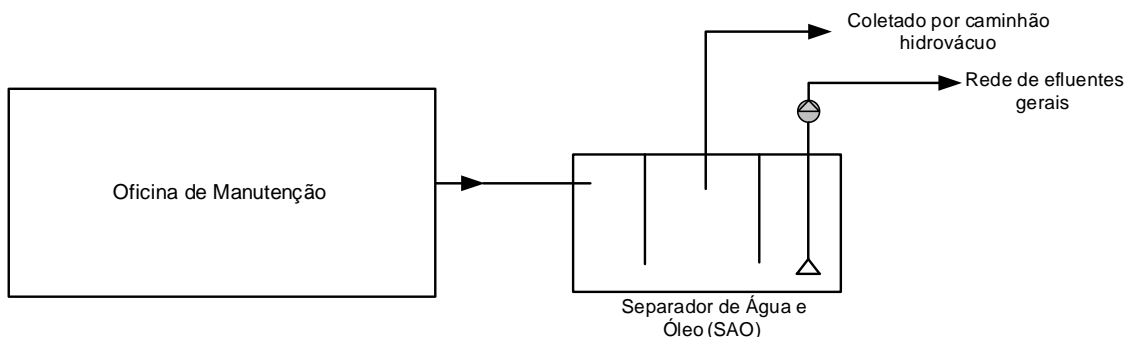 Coletado por caminhão
hidrovácuo
Rede de efluentes
gerais
Oficina de Manutenção
Separador de Água e
Óleo (SAO)